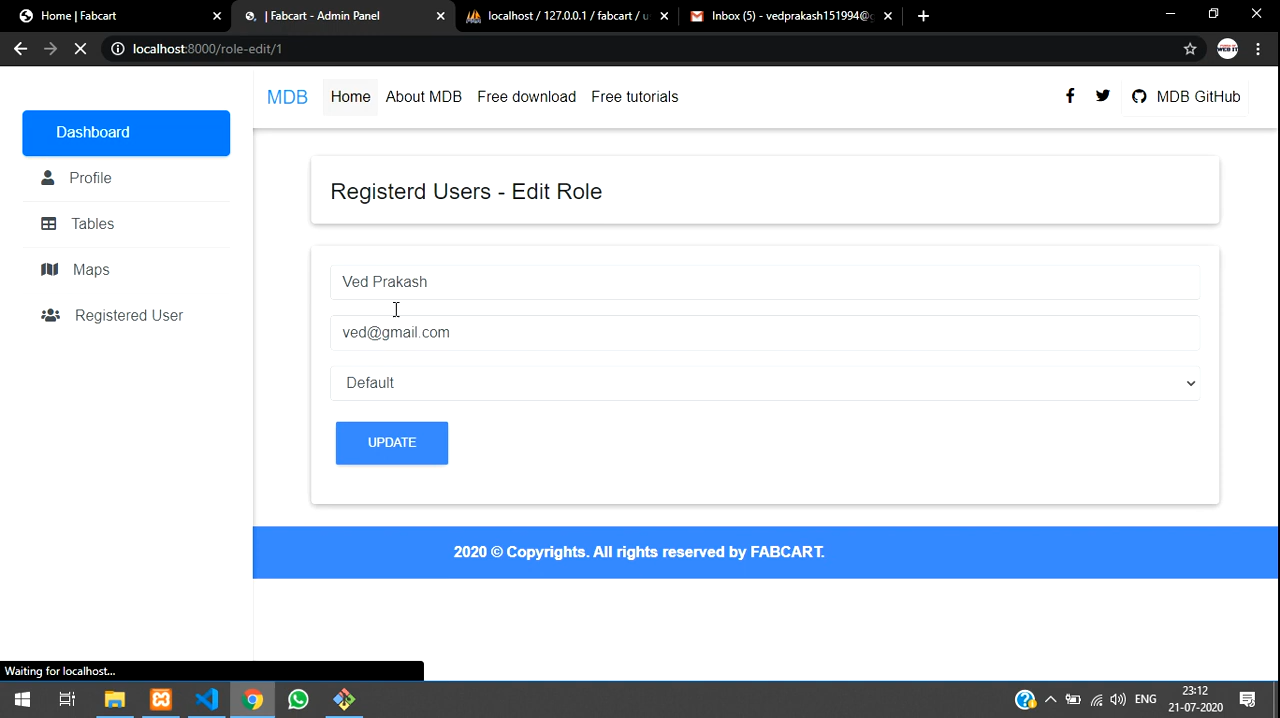 Home | Fabcart
| Fabcart - Admin Panel
localhost / 127.0.0.1 / fabcart / u
Inbox (5) - vedprakash151994@
localhost:8000/role-edit/1
MDB
Home
About MDB
Free download
Free tutorials
MDB GitHub
Dashboard
Profile
Tables
Maps
Registered User
Registerd Users - Edit Role
Ved Prakash
ved@gmail.com
Default
UPDATE
2020 © Copyrights. All rights reserved by FABCART.
Waiting for localhost...
ENG
23:12
21-07-2020